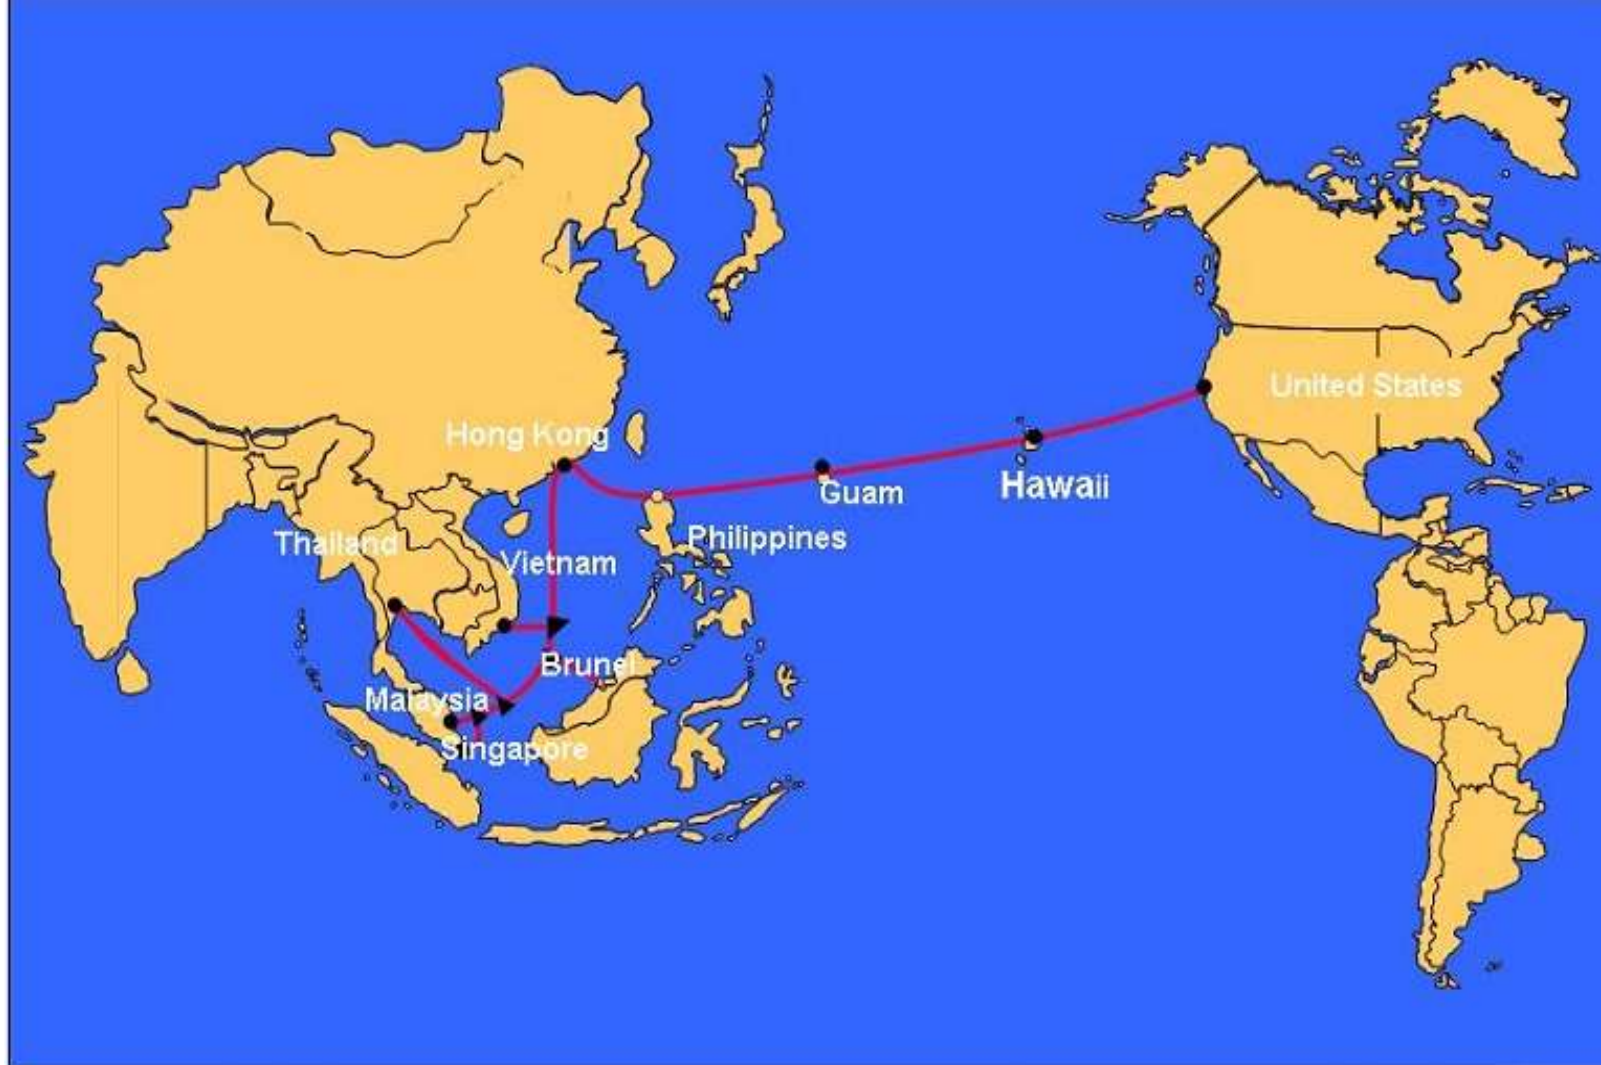 United States
Hong Kong
Hawaii
Guam
Philippines
Thailand
Vietnam
Brunei
Malaysia
Singapore